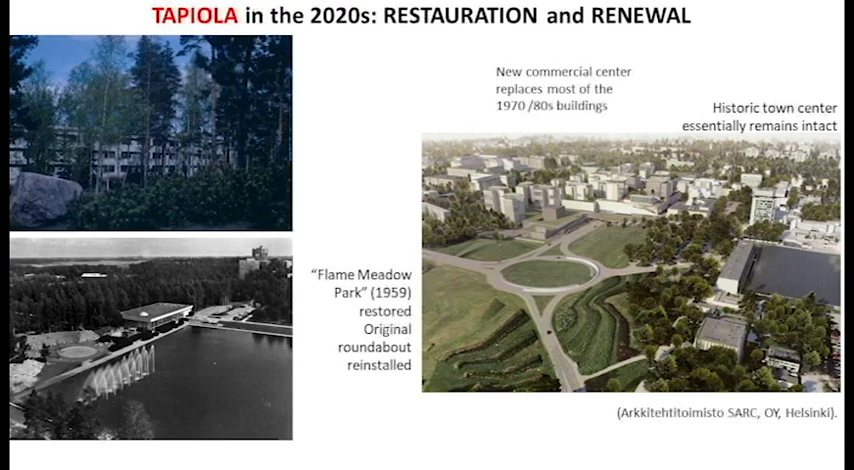 TAPIOLA in the 2020s: RESTAURATION and RENEWAL
New commercial center
replaces most of the
1970/80s buildings
Historic town center
essentially remains intact
“Flame Meadow
Park” (1959)
restored
Original
roundabout
reinstalled
(Arkkitehtitoimisto SARC, OY, Helsinki).